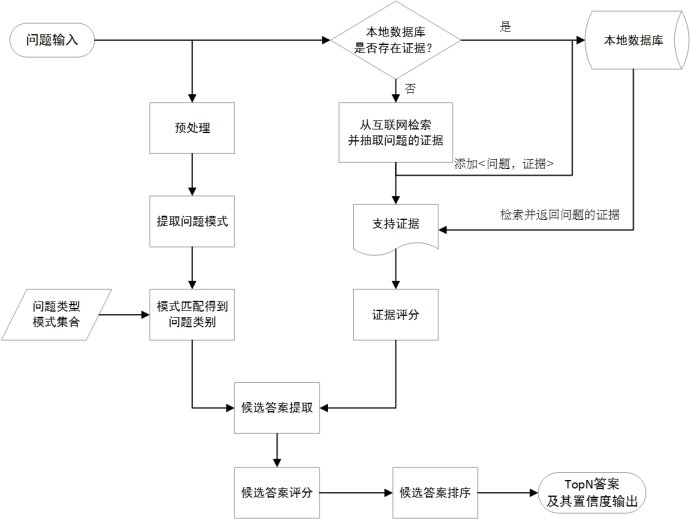 问题输入
本地数据库
是否存在证据？
是
本地数据库
否
预处理
从互联网检索
并抽取问题的证据
添加<问题，证据>
提取问题模式
支持证据
检索并返回问题的证据
问题类型
模式集合
模式匹配得到
问题类别
证据评分
候选答案提取
候选答案评分
候选答案排序
TopN答案
及其置信度输出